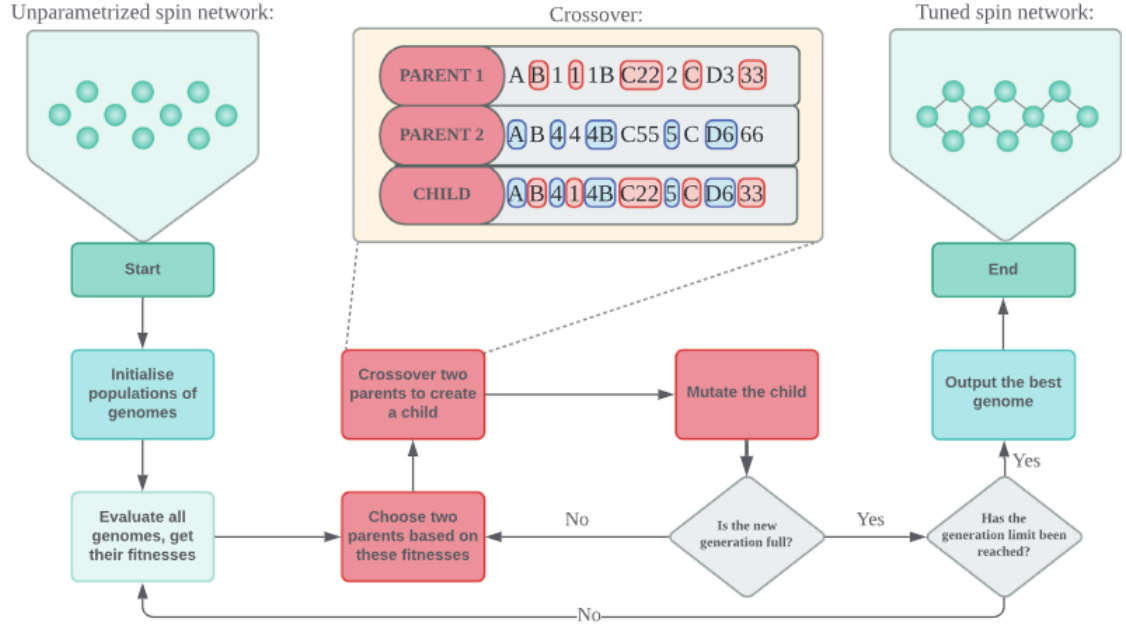 Unparametrized spin network:
Crossover:
Tuned spin network:
PARENT 1 A B 1 1 1B C22 2 C D3 33
PARENT 2 A B 4 4 4B C55 5 C D6 66
CHILD A B 4 1 4B C22 5 C D6 33
Start
End
Initialise
populations of
genomes
Crossover two
parents to create
a child
Mutate the child
Output the best
genome
Yes
Evaluate all
genomes, get
their fitnesses
Choose two
parents based on
these fitnesses
No
Is the new
generation full?
Yes
Has the
generation limit been
reached?
No